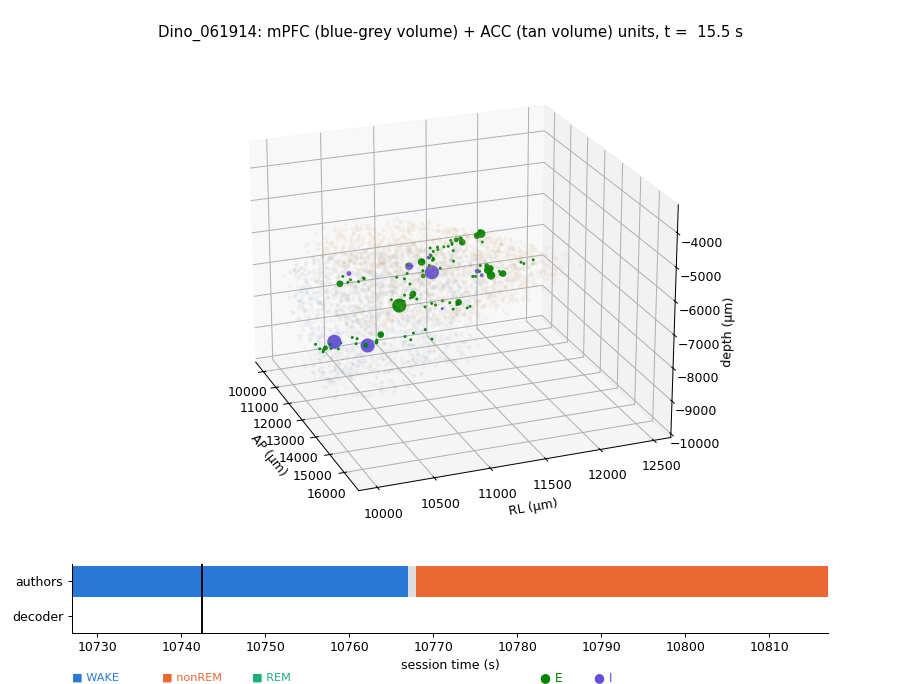 Dino_061914: mPFC (blue-grey volume) + ACC (tan volume) units, t = 15.5 s
−4000
−5000
−6000
−7000
−8000
−9000
−10000
depth (μm)
10000
11000
12000
13000
14000
15000
16000
AP (μm)
10000
10500
11000
11500
12000
12500
RL (μm)
authors
decoder
10730 10740 10750 10760 10770 10780 10790 10800 10810
session time (s)
WAKE nonREM REM E I